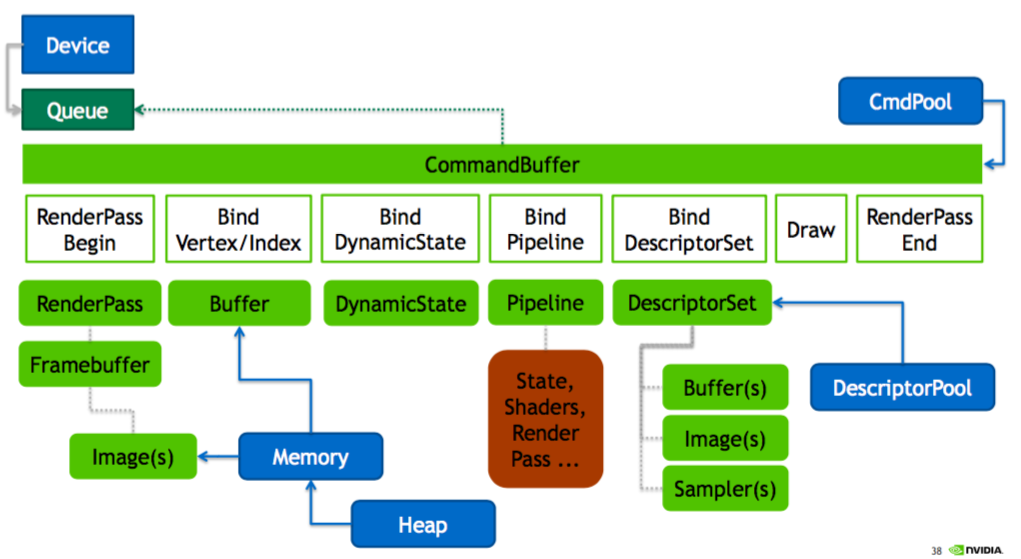 Device
Queue
CmdPool
CommandBuffer
RenderPass
Begin
Bind
Vertex/Index
Bind
DynamicState
Bind
Pipeline
Bind
DescriptorSet
Draw
RenderPass
End
RenderPass
Buffer
DynamicState
Pipeline
DescriptorSet
Framebuffer
State,
Shaders,
Render
Pass ...
Buffer(s)
DescriptorPool
Image(s)
Image(s)
Memory
Sampler(s)
Heap
38
NVIDIA.